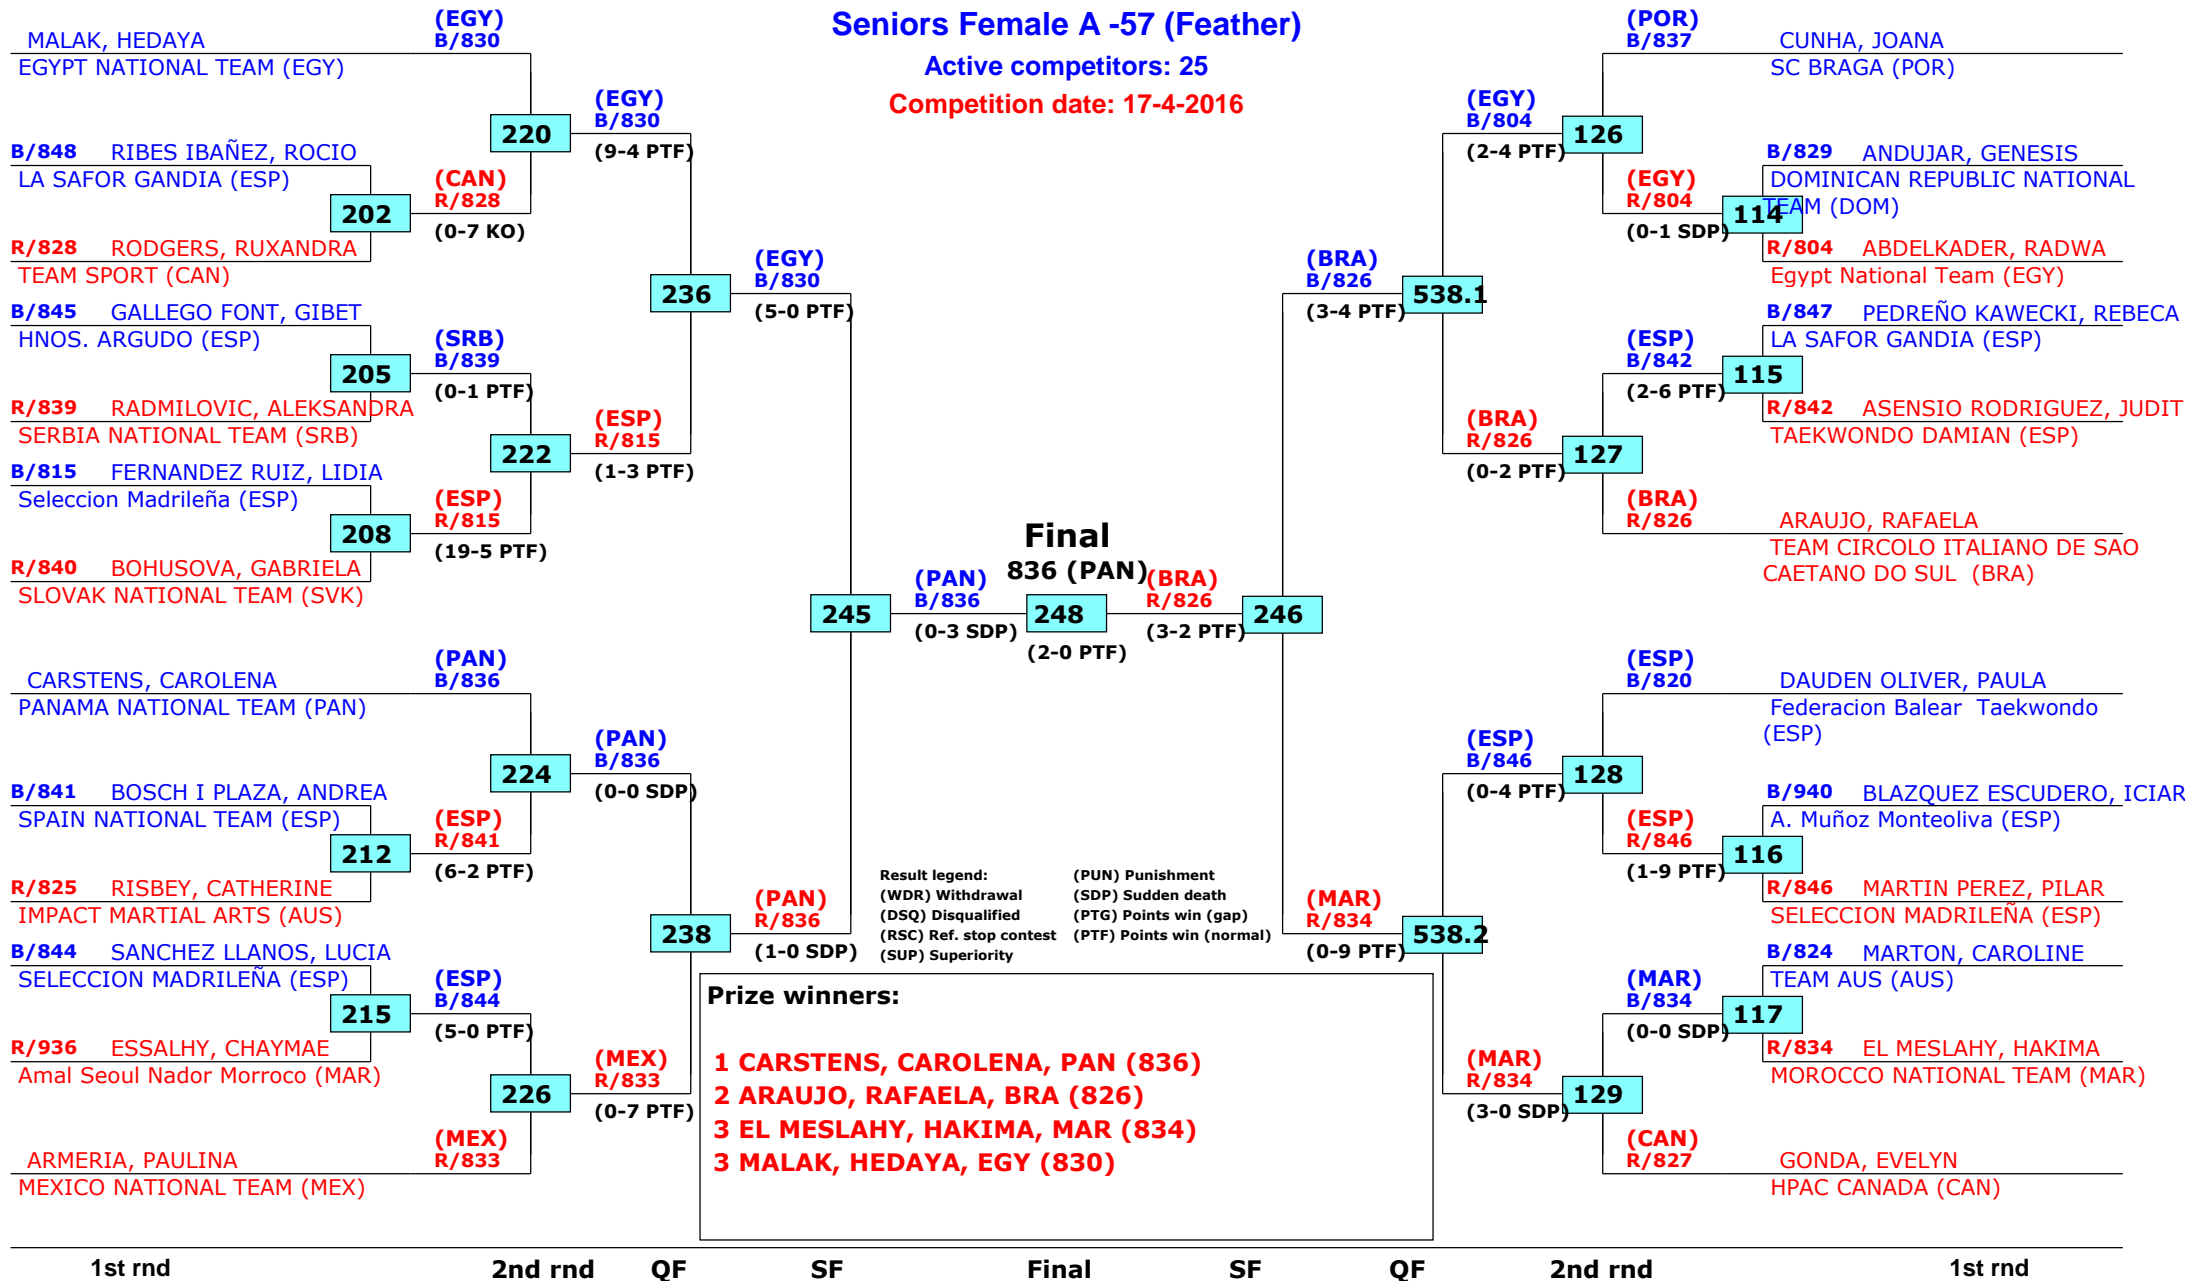 Seniors Female A -57 (Feather)
Active competitors: 25
Competition date: 17-4-2016
(EGY)
B/830
MALAK, HEDAYA
EGYPT NATIONAL TEAM (EGY)
B/848 RIBES IBAÑEZ, ROCIO
LA SAFOR GANDIA (ESP)
202
R/828 RODGERS, RUXANDRA
TEAM SPORT (CAN)
(CAN)
R/828
(0-7 KO)
220
(EGY)
B/830
(9-4 PTF)
B/845 GALLEGO FONT, GIBET
HNOS. ARGUDO (ESP)
205
R/839 RADMILOVIC, ALEKSANDRA
SERBIA NATIONAL TEAM (SRB)
(SRB)
B/839
(0-1 PTF)
B/815 FERNANDEZ RUIZ, LIDIA
Seleccion Madrileña (ESP)
208
R/840 BOHUSOVA, GABRIELA
SLOVAK NATIONAL TEAM (SVK)
(ESP)
R/815
(19-5 PTF)
222
(ESP)
R/815
(1-3 PTF)
236
(EGY)
B/830
(5-0 PTF)
(PAN)
B/836
CARSTENS, CAROLENA
PANAMA NATIONAL TEAM (PAN)
B/841 BOSCH I PLAZA, ANDREA
SPAIN NATIONAL TEAM (ESP)
212
R/825 RISBEY, CATHERINE
IMPACT MARTIAL ARTS (AUS)
(ESP)
R/841
(6-2 PTF)
224
(PAN)
B/836
(0-0 SDP)
B/844 SANCHEZ LLANOS, LUCIA
SELECCION MADRILEÑA (ESP)
215
R/936 ESSALHY, CHAYMAE
Amal Seoul Nador Morroco (MAR)
(ESP)
B/844
(5-0 PTF)
226
(MEX)
R/833
ARMERIA, PAULINA
MEXICO NATIONAL TEAM (MEX)
(MEX)
R/833
(0-7 PTF)
238
(PAN)
R/836
(1-0 SDP)
245
(PAN)
B/836
(0-3 SDP)
Final
836 (PAN)
248
(2-0 PTF)
(BRA)
R/826
(3-2 PTF)
246
(BRA)
B/826
(3-4 PTF)
538.1
(EGY)
B/804
(2-4 PTF)
126
(POR)
B/837
CUNHA, JOANA
SC BRAGA (POR)
(EGY)
R/804
(0-1 SDP)
114
B/829 ANDUJAR, GENESIS
DOMINICAN REPUBLIC NATIONAL
TEAM (DOM)
R/804 ABDELKADER, RADWA
Egypt National Team (EGY)
B/847 PEDREÑO KAWECKI, REBECA
LA SAFOR GANDIA (ESP)
(ESP)
B/842
(2-6 PTF)
115
R/842 ASENSIO RODRIGUEZ, JUDIT
TAEKWONDO DAMIAN (ESP)
(BRA)
R/826
(0-2 PTF)
127
(BRA)
R/826
ARAUJO, RAFAELA
TEAM CIRCOLO ITALIANO DE SAO
CAETANO DO SUL (BRA)
(ESP)
B/820
DAUDEN OLIVER, PAULA
Federacion Balear Taekwondo
(ESP)
(ESP)
B/846
(0-4 PTF)
128
(ESP)
R/846
(1-9 PTF)
116
B/940 BLAZQUEZ ESCUDERO, ICIAR
A. Muñoz Monteoliva (ESP)
R/846 MARTIN PEREZ, PILAR
SELECCION MADRILEÑA (ESP)
(MAR)
R/834
(0-9 PTF)
538.2
B/824 MARTON, CAROLINE
TEAM AUS (AUS)
(MAR)
B/834
(0-0 SDP)
117
R/834 EL MESLAHY, HAKIMA
MOROCCO NATIONAL TEAM (MAR)
(MAR)
R/834
(3-0 SDP)
129
(CAN)
R/827
GONDA, EVELYN
HPAC CANADA (CAN)
Result legend:
(WDR) Withdrawal
(DSQ) Disqualified
(RSC) Ref. stop contest
(SUP) Superiority
(PUN) Punishment
(SDP) Sudden death
(PTG) Points win (gap)
(PTF) Points win (normal)
Prize winners:
1 CARSTENS, CAROLENA, PAN (836)
2 ARAUJO, RAFAELA, BRA (826)
3 EL MESLAHY, HAKIMA, MAR (834)
3 MALAK, HEDAYA, EGY (830)
1st rnd 2nd rnd QF SF Final SF QF 2nd rnd 1st rnd